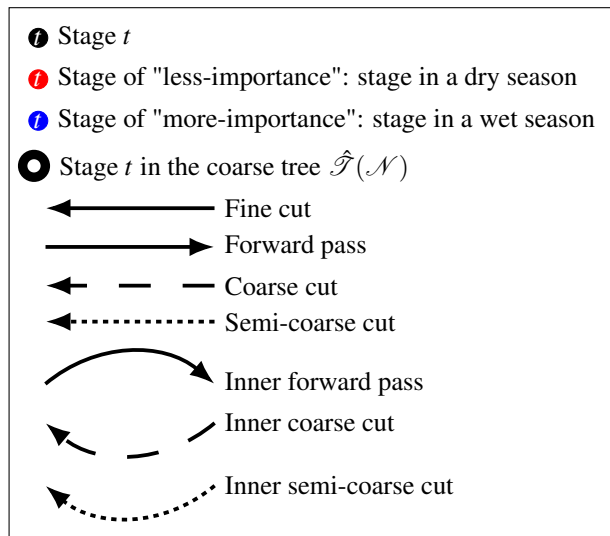 t Stage t
t Stage of "less-importance": stage in a dry season
t Stage of "more-importance": stage in a wet season
Stage t in the coarse tree 𝒯̂(𝒩)
Fine cut
Forward pass
Coarse cut
Semi-coarse cut
Inner forward pass
Inner coarse cut
Inner semi-coarse cut